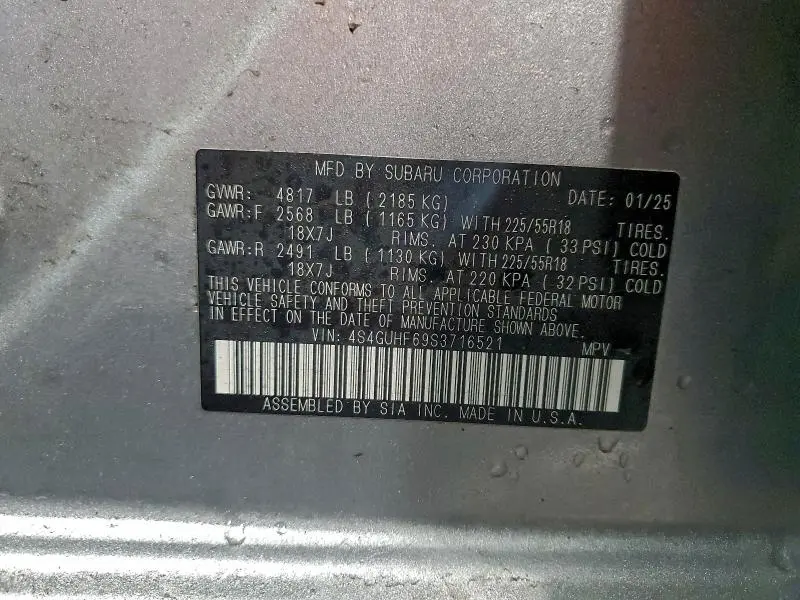 MFD BY SUBARU CORPORATION
GVWR: 4817 LB ( 2185 KG) DATE: 01/25
GAWR:F 2568 LB ( 1165 KG) WITH 225/55R18 TIRES.
18X7J RIMS. AT 230 KPA ( 33 PSI) COLD
GAWR:R 2491 LB ( 1130 KG) WITH 225/55R18 TIRES.
18X7J RIMS. AT 220 KPA ( 32 PSI) COLD
THIS VEHICLE CONFORMS TO ALL APPLICABLE FEDERAL MOTOR
VEHICLE SAFETY AND THEFT PREVENTION STANDARDS
IN EFFECT ON THE DATE OF MANUFACTURE SHOWN ABOVE.
VIN: 4S4GUHF69S3716521 MPV
ASSEMBLED BY SIA INC. MADE IN U.S.A.